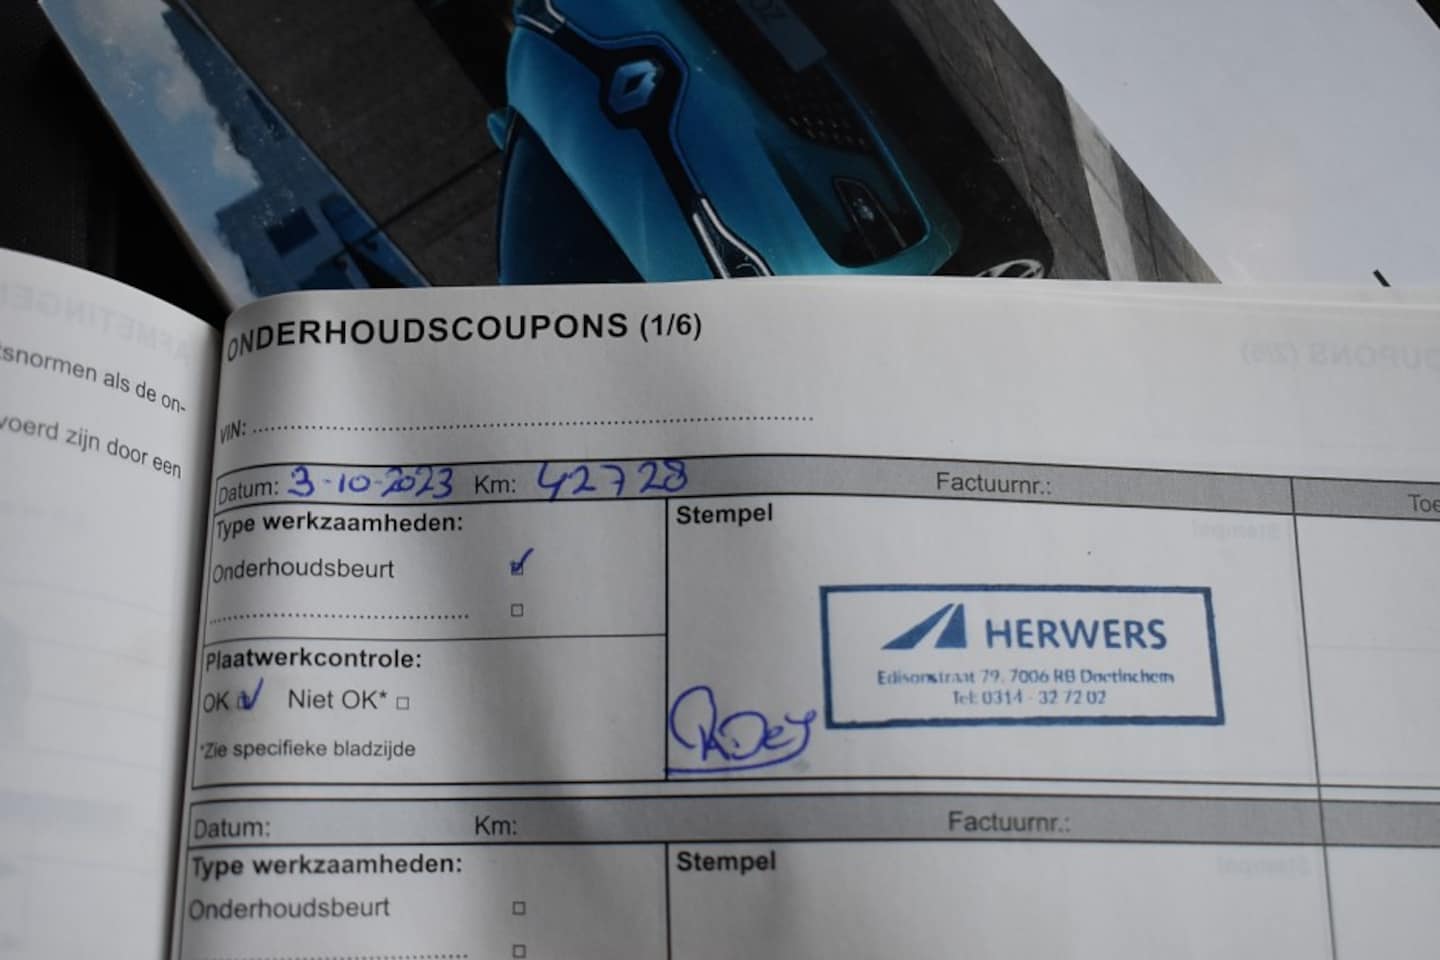 tsnormen als de on-
voerd zijn door een
ONDERHOUDSCOUPONS (1/6)
VIN:
Datum: 3-10-2023 Km: 42728 Factuurnr.: Toe
Type werkzaamheden:
Stempel
Onderhoudsbeurt
Plaatwerkcontrole:
OK Niet OK*
*Zie specifieke bladzijde
HERWERS
Edisonstraat 79, 7006 RB Doetinchem
Tel: 0314 - 32 72 02
Datum: Km: Factuurnr.:
Type werkzaamheden:
Stempel
Onderhoudsbeurt